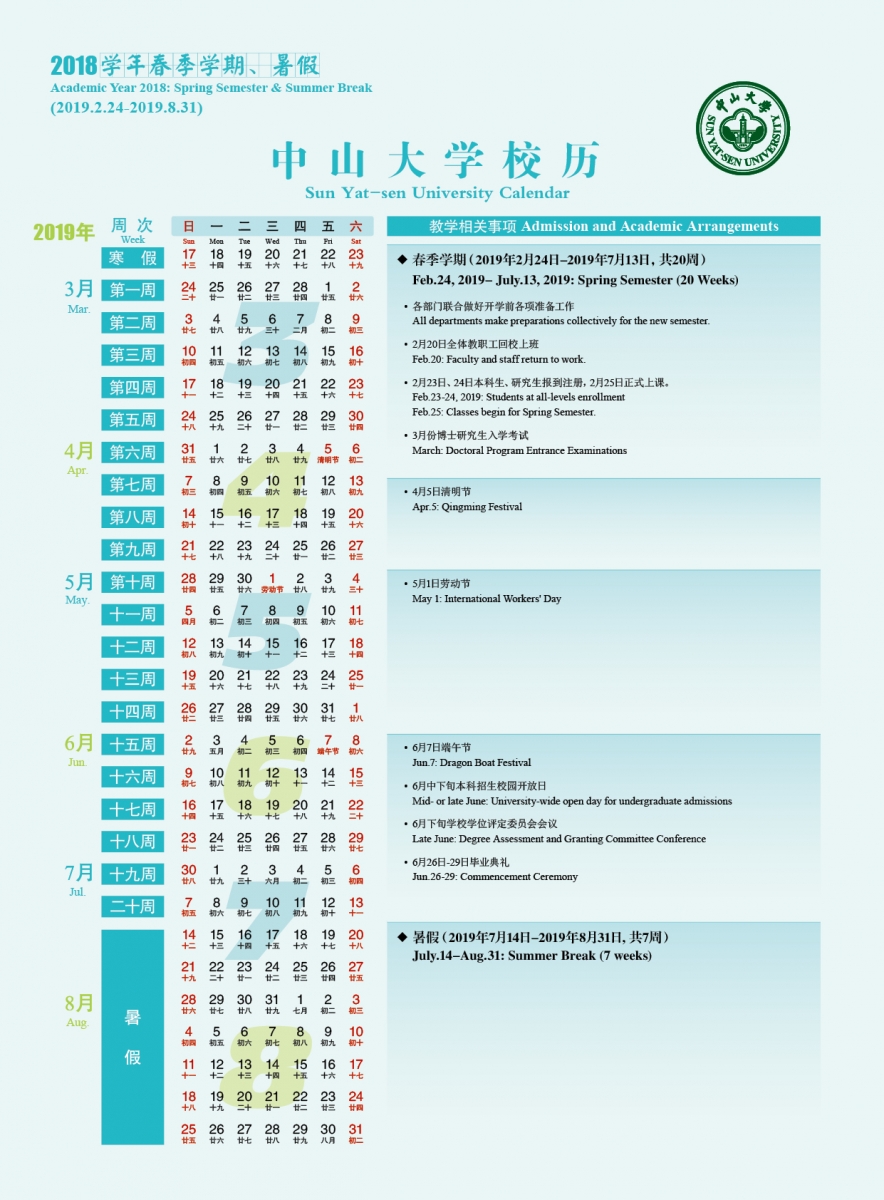 2018学年春季学期、暑假
Academic Year 2018: Spring Semester & Summer Break
(2019.2.24-2019.8.31)
中山大学
SUN YAT-SEN UNIVERSITY
中山大学校历
Sun Yat-sen University Calendar
2019年
周次
Week
日 一 二 三 四 五 六
Sun Mon Tue Wed Thu Fri Sat
寒 假 17 18 19 20 21 22 23
十三 十四 十五 十六 十七 十八 十九
3月
Mar.
3
第一周 24 25 26 27 28 1 2
二十 廿一 廿二 廿三 廿四 廿五 廿六
第二周 3 4 5 6 7 8 9
廿七 廿八 廿九 三十 二月 初二 初三
第三周 10 11 12 13 14 15 16
初四 初五 初六 初七 初八 初九 初十
第四周 17 18 19 20 21 22 23
十一 十二 十三 十四 十五 十六 十七
第五周 24 25 26 27 28 29 30
十八 十九 二十 廿一 廿二 廿三 廿四
4月
Apr.
4
第六周 31 1 2 3 4 5 6
廿五 廿六 廿七 廿八 廿九 清明节 初二
第七周 7 8 9 10 11 12 13
初三 初四 初五 初六 初七 初八 初九
第八周 14 15 16 17 18 19 20
初十 十一 十二 十三 十四 十五 十六
第九周 21 22 23 24 25 26 27
十七 十八 十九 二十 廿一 廿二 廿三
5月
May.
5
第十周 28 29 30 1 2 3 4
廿四 廿五 廿六 劳动节 廿八 廿九 三十
十一周 5 6 7 8 9 10 11
四月 初二 初三 初四 初五 初六 初七
十二周 12 13 14 15 16 17 18
初八 初九 初十 十一 十二 十三 十四
十三周 19 20 21 22 23 24 25
十五 十六 十七 十八 十九 二十 廿一
十四周 26 27 28 29 30 31 1
廿二 廿三 廿四 廿五 廿六 廿七 廿八
6月
Jun.
6
十五周 2 3 4 5 6 7 8
廿九 五月 初二 初三 初四 端午节 初六
十六周 9 10 11 12 13 14 15
初七 初八 初九 初十 十一 十二 十三
十七周 16 17 18 19 20 21 22
十四 十五 十六 十七 十八 十九 二十
十八周 23 24 25 26 27 28 29
廿一 廿二 廿三 廿四 廿五 廿六 廿七
7月
Jul.
7
十九周 30 1 2 3 4 5 6
廿八 廿九 三十 六月 初二 初三 初四
二十周 7 8 9 10 11 12 13
初五 初六 初七 初八 初九 初十 十一
暑假
14 15 16 17 18 19 20
十二 十三 十四 十五 十六 十七 十八
21 22 23 24 25 26 27
十九 二十 廿一 廿二 廿三 廿四 廿五
8月
Aug.
8
28 29 30 31 1 2 3
廿六 廿七 廿八 廿九 七月 初二 初三
4 5 6 7 8 9 10
初四 初五 初六 初七 初八 初九 初十
11 12 13 14 15 16 17
十一 十二 十三 十四 十五 十六 十七
18 19 20 21 22 23 24
十八 十九 二十 廿一 廿二 廿三 廿四
25 26 27 28 29 30 31
廿五 廿六 廿七 廿八 廿九 八月 初二
教学相关事项 Admission and Academic Arrangements
◆ 春季学期（2019年2月24日-2019年7月13日, 共20周）
Feb.24, 2019- July.13, 2019: Spring Semester (20 Weeks)
• 各部门联合做好开学前各项准备工作
All departments make preparations collectively for the new semester.
• 2月20日全体教职工回校上班
Feb.20: Faculty and staff return to work.
• 2月23日、24日本科生、研究生报到注册, 2月25日正式上课。
Feb.23-24, 2019: Students at all-levels enrollment
Feb.25: Classes begin for Spring Semester.
• 3月份博士研究生入学考试
March: Doctoral Program Entrance Examinations
• 4月5日清明节
Apr.5: Qingming Festival
• 5月1日劳动节
May 1: International Workers' Day
• 6月7日端午节
Jun.7: Dragon Boat Festival
• 6月中下旬本科招生校园开放日
Mid- or late June: University-wide open day for undergraduate admissions
• 6月下旬学校学位评定委员会会议
Late June: Degree Assessment and Granting Committee Conference
• 6月26日-29日毕业典礼
Jun.26-29: Commencement Ceremony
◆ 暑假（2019年7月14日-2019年8月31日, 共7周）
July.14-Aug.31: Summer Break (7 weeks)